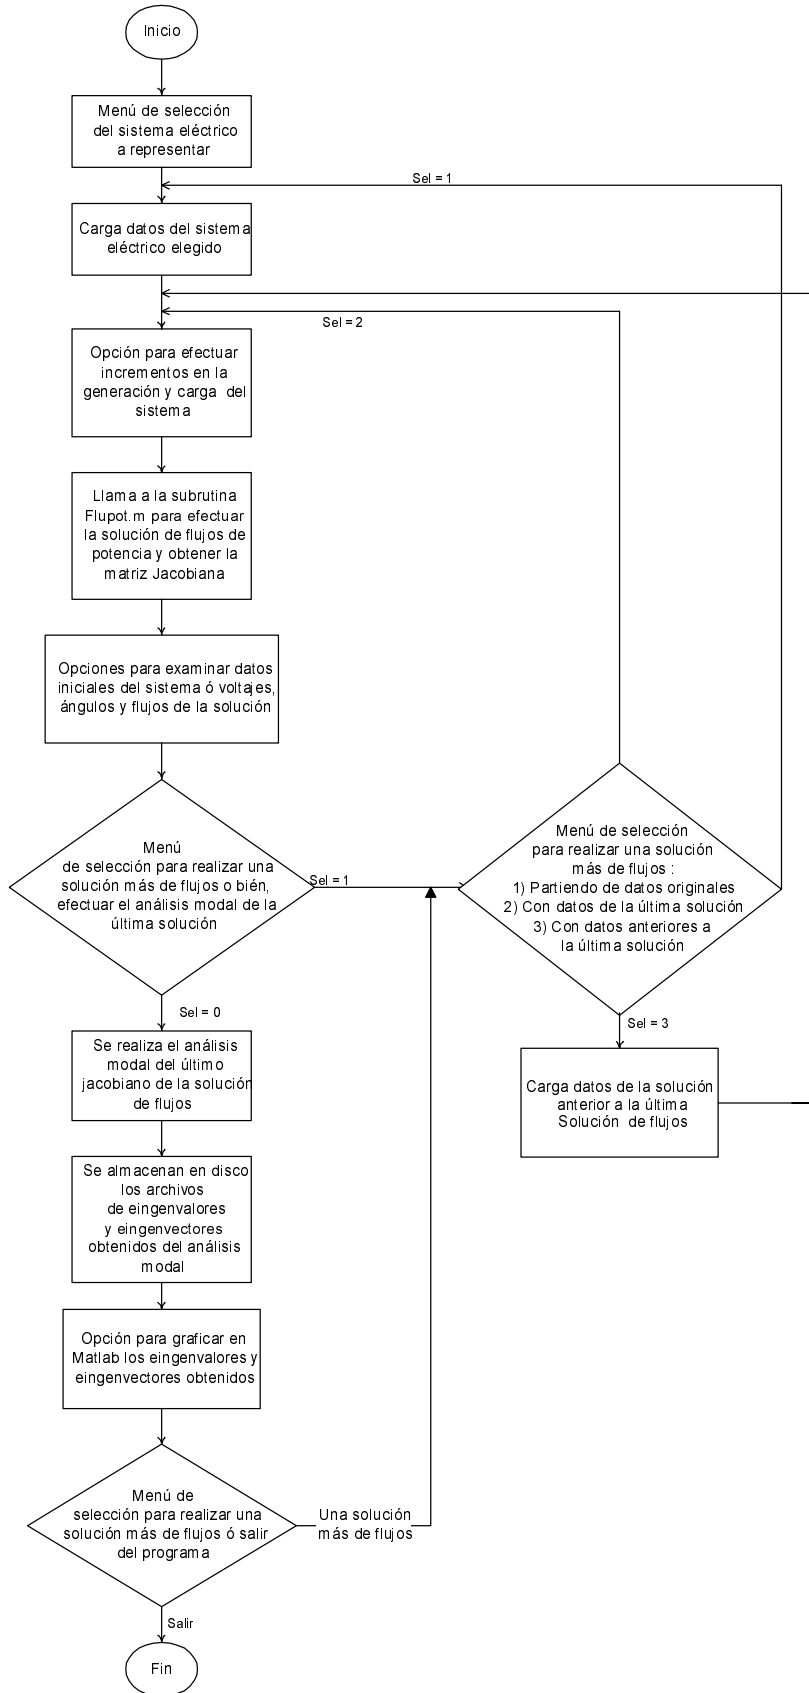 Inicio
Menú de selección
del sistema eléctrico
a representar
Sel = 1
Carga datos del sistema
eléctrico elegido
Sel = 2
Opción para efectuar
incrementos en la
generación y carga del
sistema
Llama a la subrutina
Flupot.m para efectuar
la solución de flujos de
potencia y obtener la
matriz Jacobiana
Opciones para examinar datos
iniciales del sistema ó voltajes,
ángulos y flujos de la solución
Menú
de selección para realizar una
solución más de flujos o bién,
efectuar el análisis modal de la
última solución
Sel = 1
Menú de selección
para realizar una solución
más de flujos :
1) Partiendo de datos originales
2) Con datos de la última solución
3) Con datos anteriores a
la última solución
Sel = 0
Sel = 3
Se realiza el análisis
modal del último
jacobiano de la solución
de flujos
Carga datos de la solución
anterior a la última
Solución de flujos
Se almacenan en disco
los archivos
de eingenvalores
y eingenvectores
obtenidos del análisis
modal
Opción para graficar en
Matlab los eingenvalores y
eingenvectores obtenidos
Menú de
selección para realizar una
solución más de flujos ó salir
del programa
Una solución
más de flujos
Salir
Fin